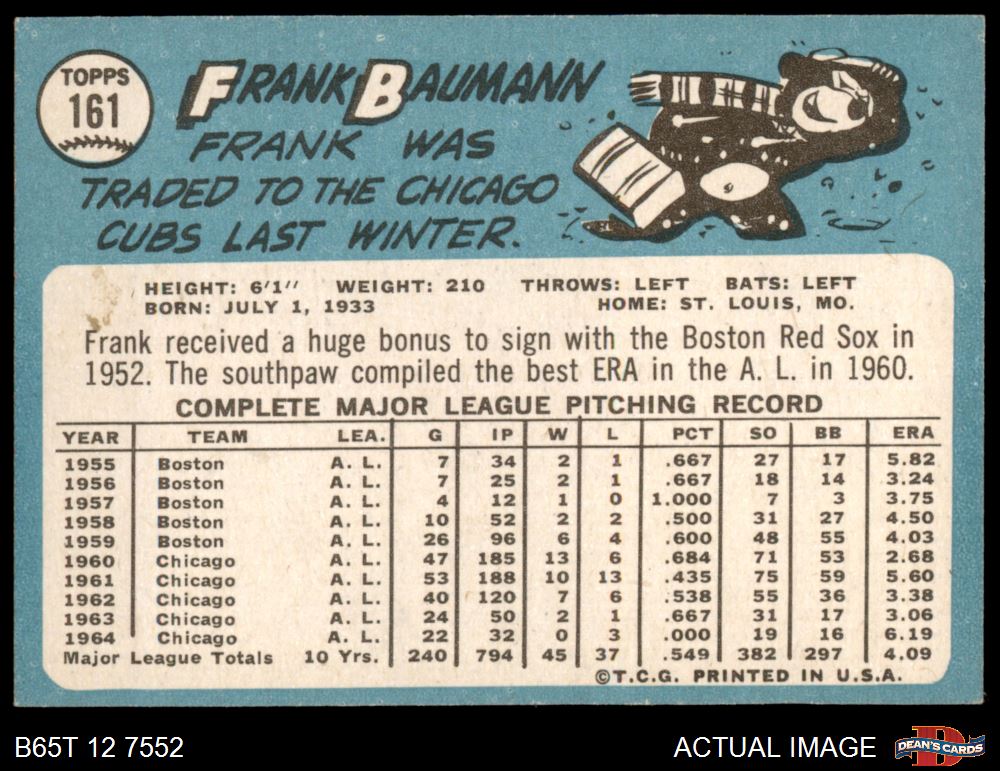 TOPPS
161
FRANK BAUMANN
FRANK WAS
TRADED TO THE CHICAGO
CUBS LAST WINTER.
HEIGHT: 6'1" WEIGHT: 210 THROWS: LEFT BATS: LEFT
BORN: JULY 1, 1933 HOME: ST. LOUIS, MO.
Frank received a huge bonus to sign with the Boston Red Sox in
1952. The southpaw compiled the best ERA in the A. L. in 1960.
COMPLETE MAJOR LEAGUE PITCHING RECORD
YEAR TEAM LEA. G IP W L PCT SO BB ERA
1955 Boston A. L. 7 34 2 1 .667 27 17 5.82
1956 Boston A. L. 7 25 2 1 .667 18 14 3.24
1957 Boston A. L. 4 12 1 0 1.000 7 3 3.75
1958 Boston A. L. 10 52 2 2 .500 31 27 4.50
1959 Boston A. L. 26 96 6 4 .600 48 55 4.03
1960 Chicago A. L. 47 185 13 6 .684 71 53 2.68
1961 Chicago A. L. 53 188 10 13 .435 75 59 5.60
1962 Chicago A. L. 40 120 7 6 .538 55 36 3.38
1963 Chicago A. L. 24 50 2 1 .667 31 17 3.06
1964 Chicago A. L. 22 32 0 3 .000 19 16 6.19
Major League Totals 10 Yrs. 240 794 45 37 .549 382 297 4.09
©T.C.G. PRINTED IN U.S.A.
B65T 12 7552 ACTUAL IMAGE DEAN'S CARDS